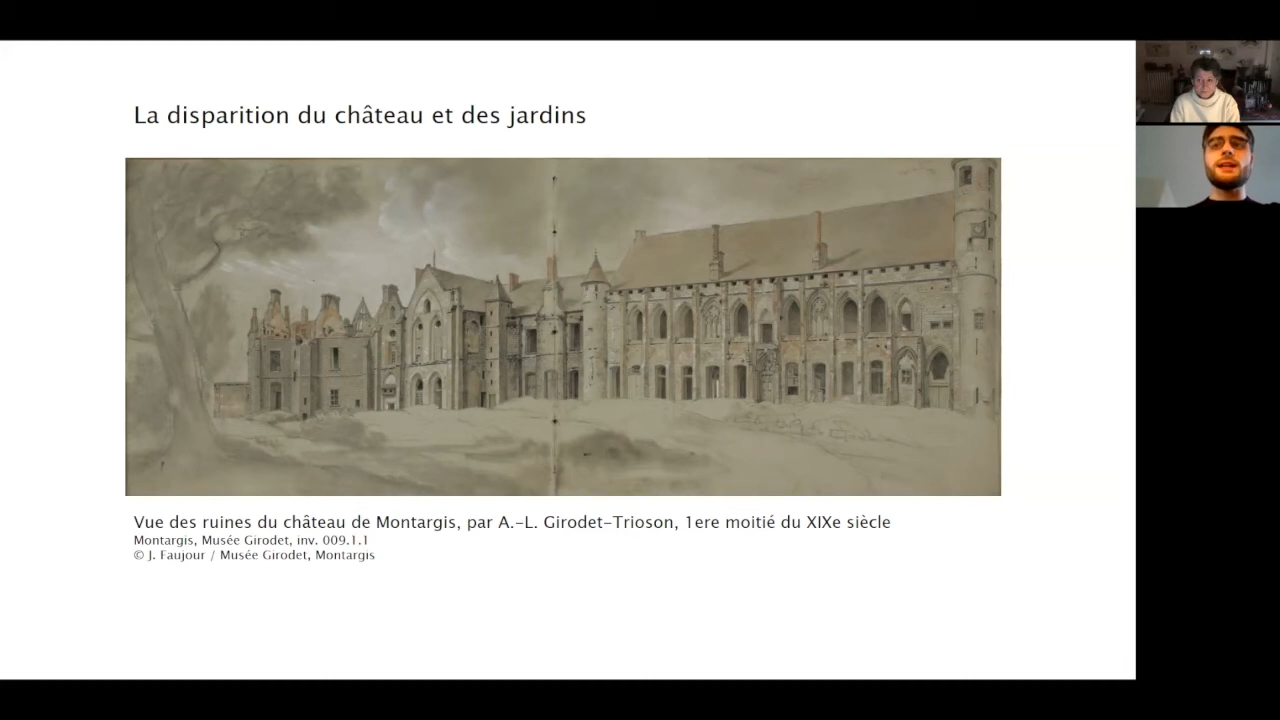 La disparition du château et des jardins
Vue des ruines du château de Montargis, par A.-L. Girodet-Trioson, 1ere moitié du XIXe siècle
Montargis, Musée Girodet, inv. 009.1.1
© J. Faujour / Musée Girodet, Montargis